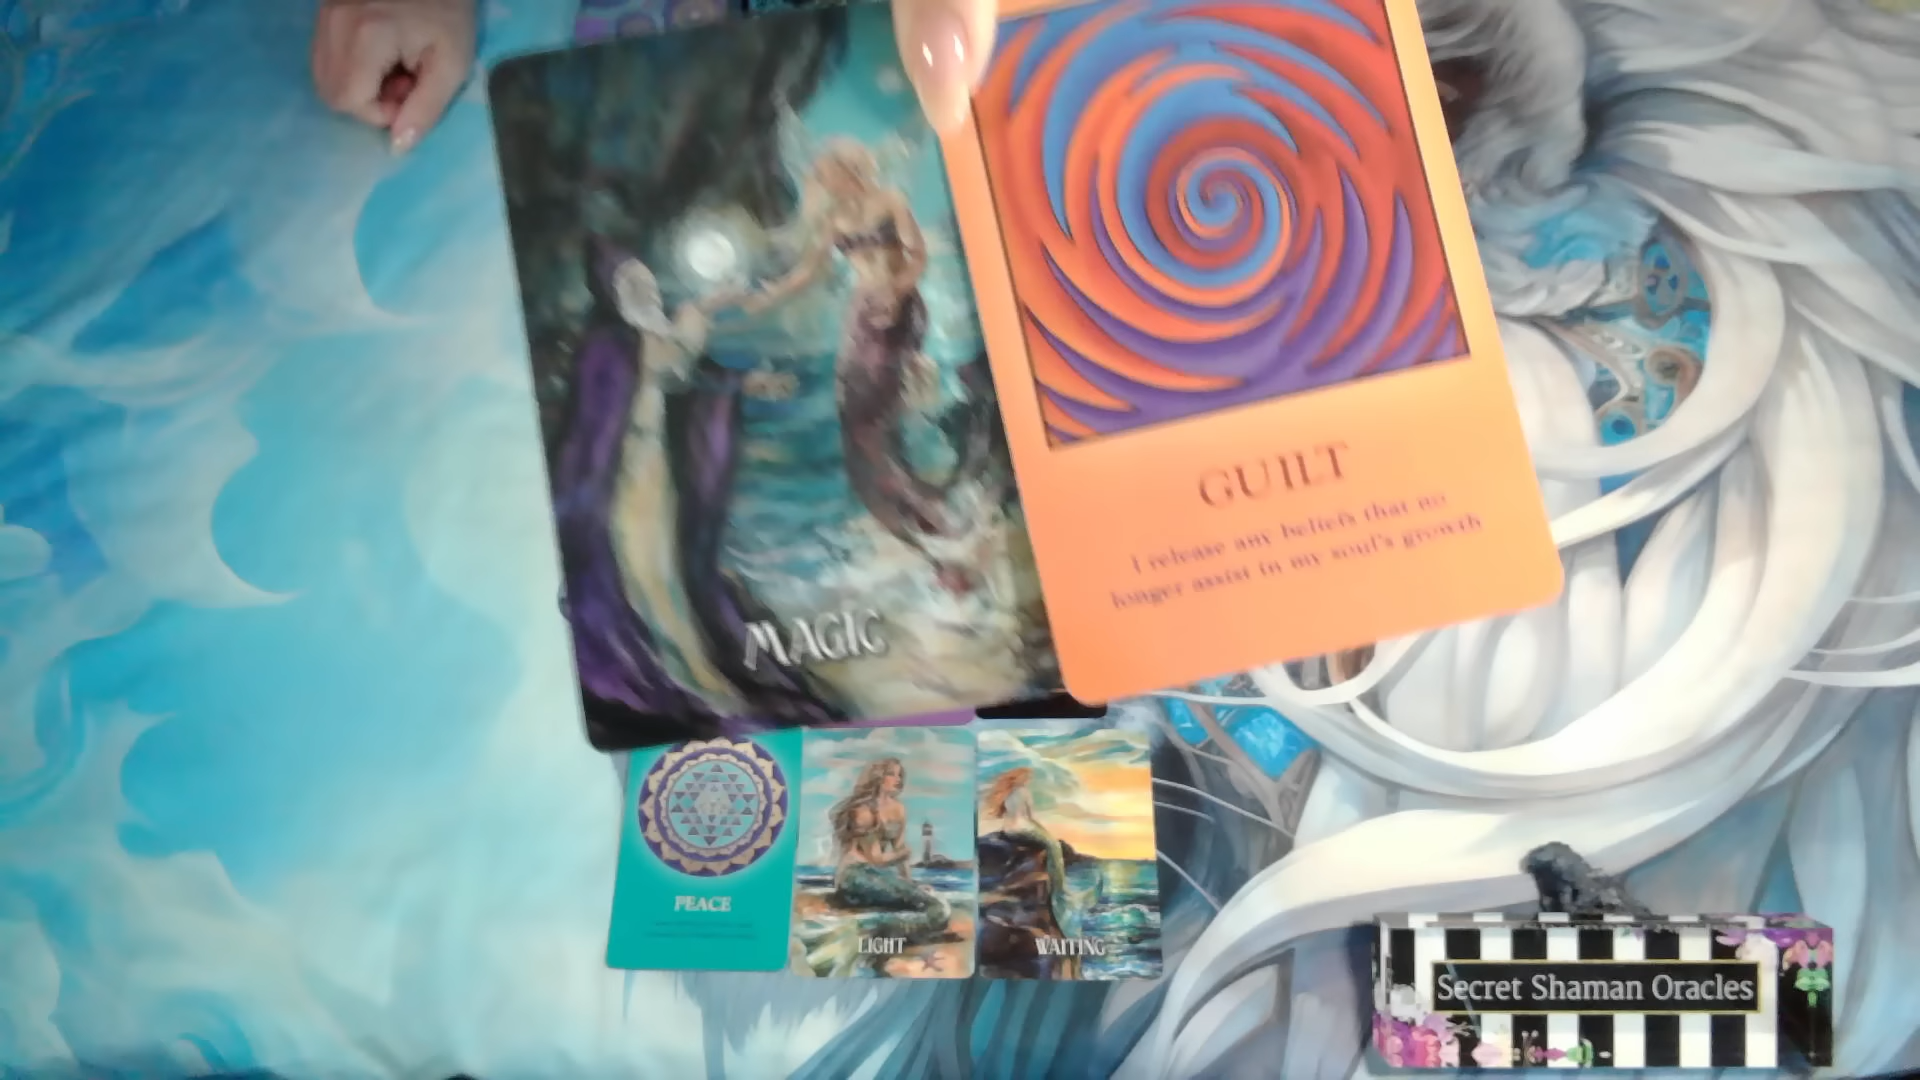 MAGIC
GUILT
I release any beliefs that no
longer assist in my soul's growth
PEACE
LIGHT
WAITING
Secret Shaman Oracles